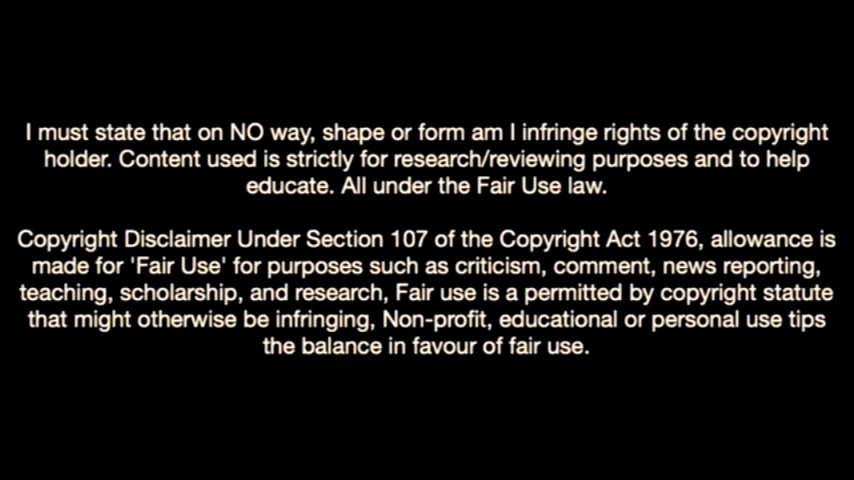 I must state that on NO way, shape or form am I infringe rights of the copyright
holder. Content used is strictly for research/reviewing purposes and to help
educate. All under the Fair Use law.
Copyright Disclaimer Under Section 107 of the Copyright Act 1976, allowance is
made for 'Fair Use' for purposes such as criticism, comment, news reporting,
teaching, scholarship, and research, Fair use is a permitted by copyright statute
that might otherwise be infringing, Non-profit, educational or personal use tips
the balance in favour of fair use.